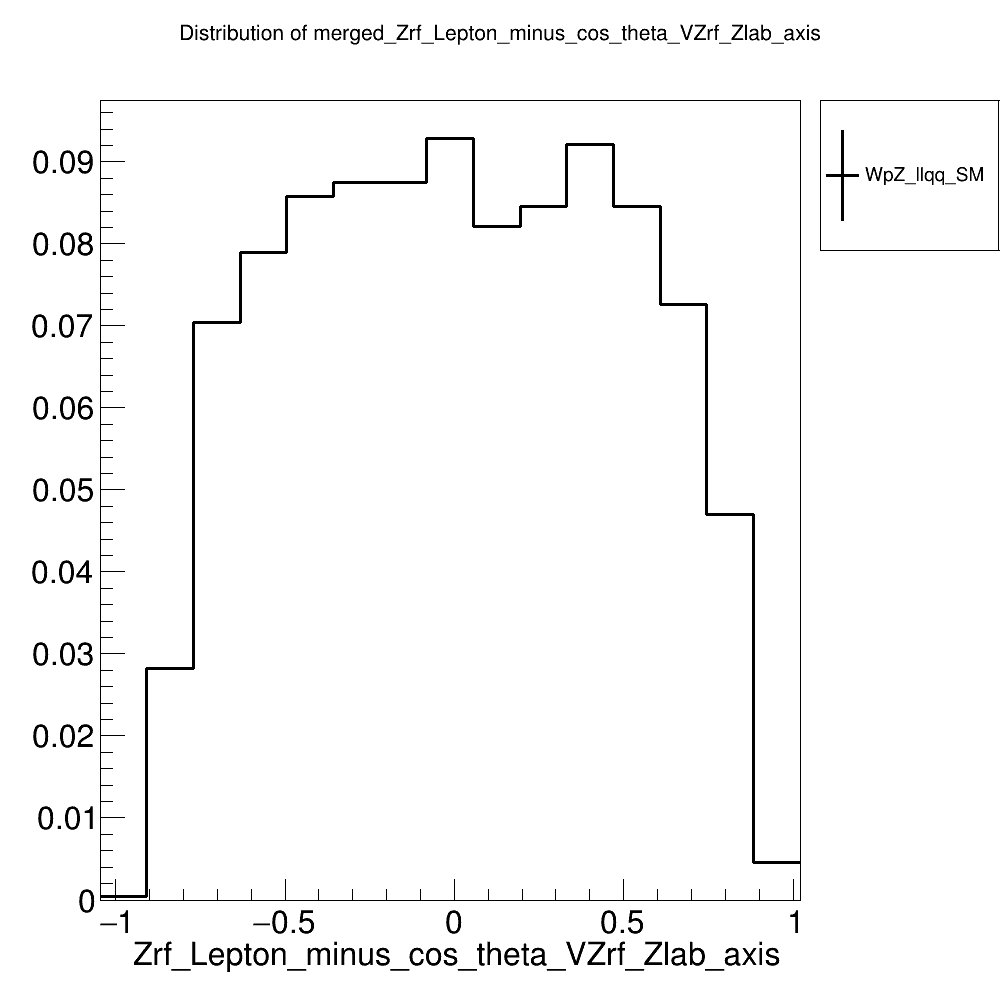 Distribution of merged_Zrf_Lepton_minus_cos_theta_VZrf_Zlab_axis
WpZ_llqq_SM
0.09
0.08
0.07
0.06
0.05
0.04
0.03
0.02
0.01
0
−1 −0.5 0 0.5 1
Zrf_Lepton_minus_cos_theta_VZrf_Zlab_axis